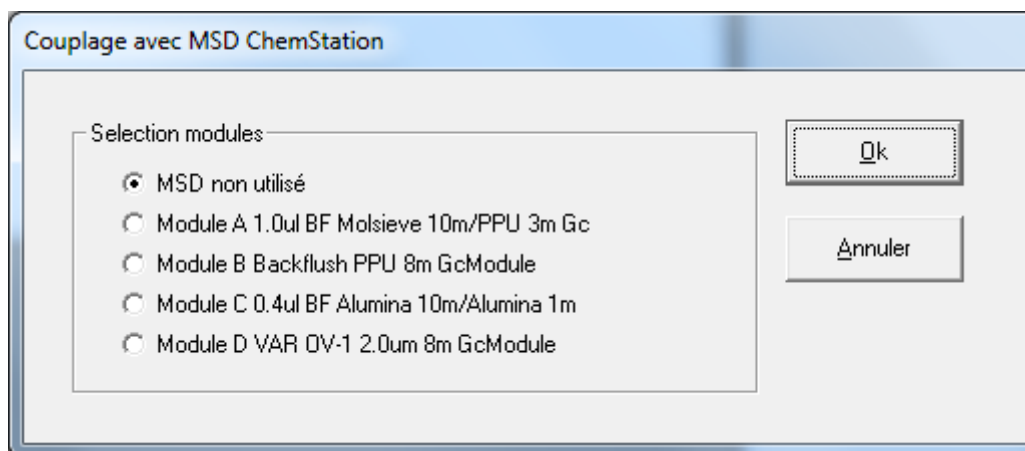 Couplage avec MSD ChemStation
Selection modules
MSD non utilisé
Module A 1.0ul BF Molsieve 10m/PPU 3m Gc
Module B Backflush PPU 8m GcModule
Module C 0.4ul BF Alumina 10m/Alumina 1m
Module D VAR OV-1 2.0um 8m GcModule
Ok
Annuler